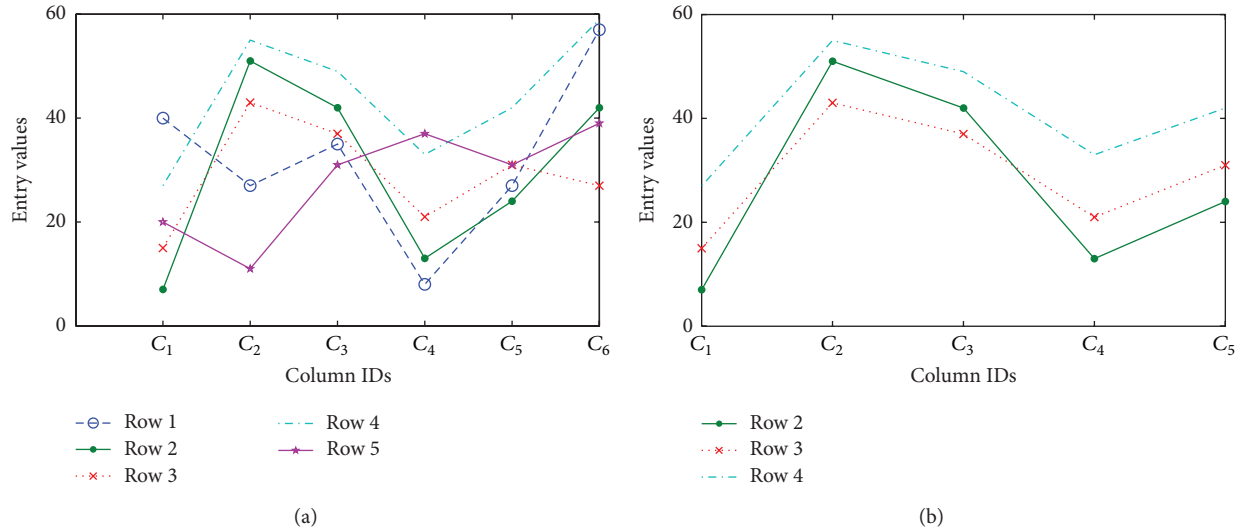 60
40
20
0
Entry values
C1 C2 C3 C4 C5 C6
Column IDs
Row 1
Row 2
Row 3
Row 4
Row 5
(a)
60
40
20
0
Entry values
C1 C2 C3 C4 C5
Column IDs
Row 2
Row 3
Row 4
(b)